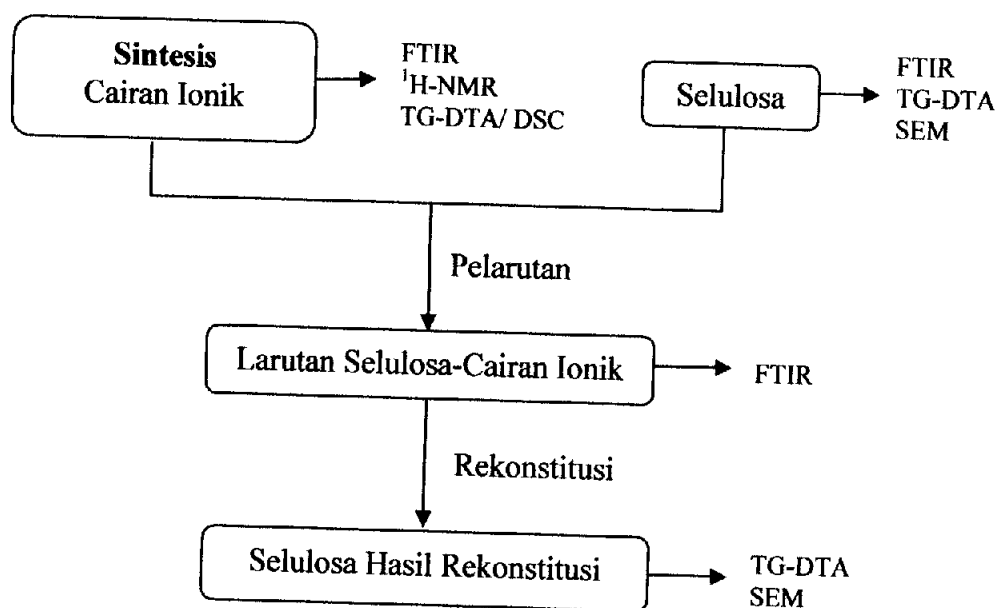 Sintesis
Cairan Ionik
FTIR
¹H-NMR
TG-DTA/ DSC
Selulosa
FTIR
TG-DTA
SEM
Pelarutan
Larutan Selulosa-Cairan Ionik
FTIR
Rekonstitusi
Selulosa Hasil Rekonstitusi
TG-DTA
SEM